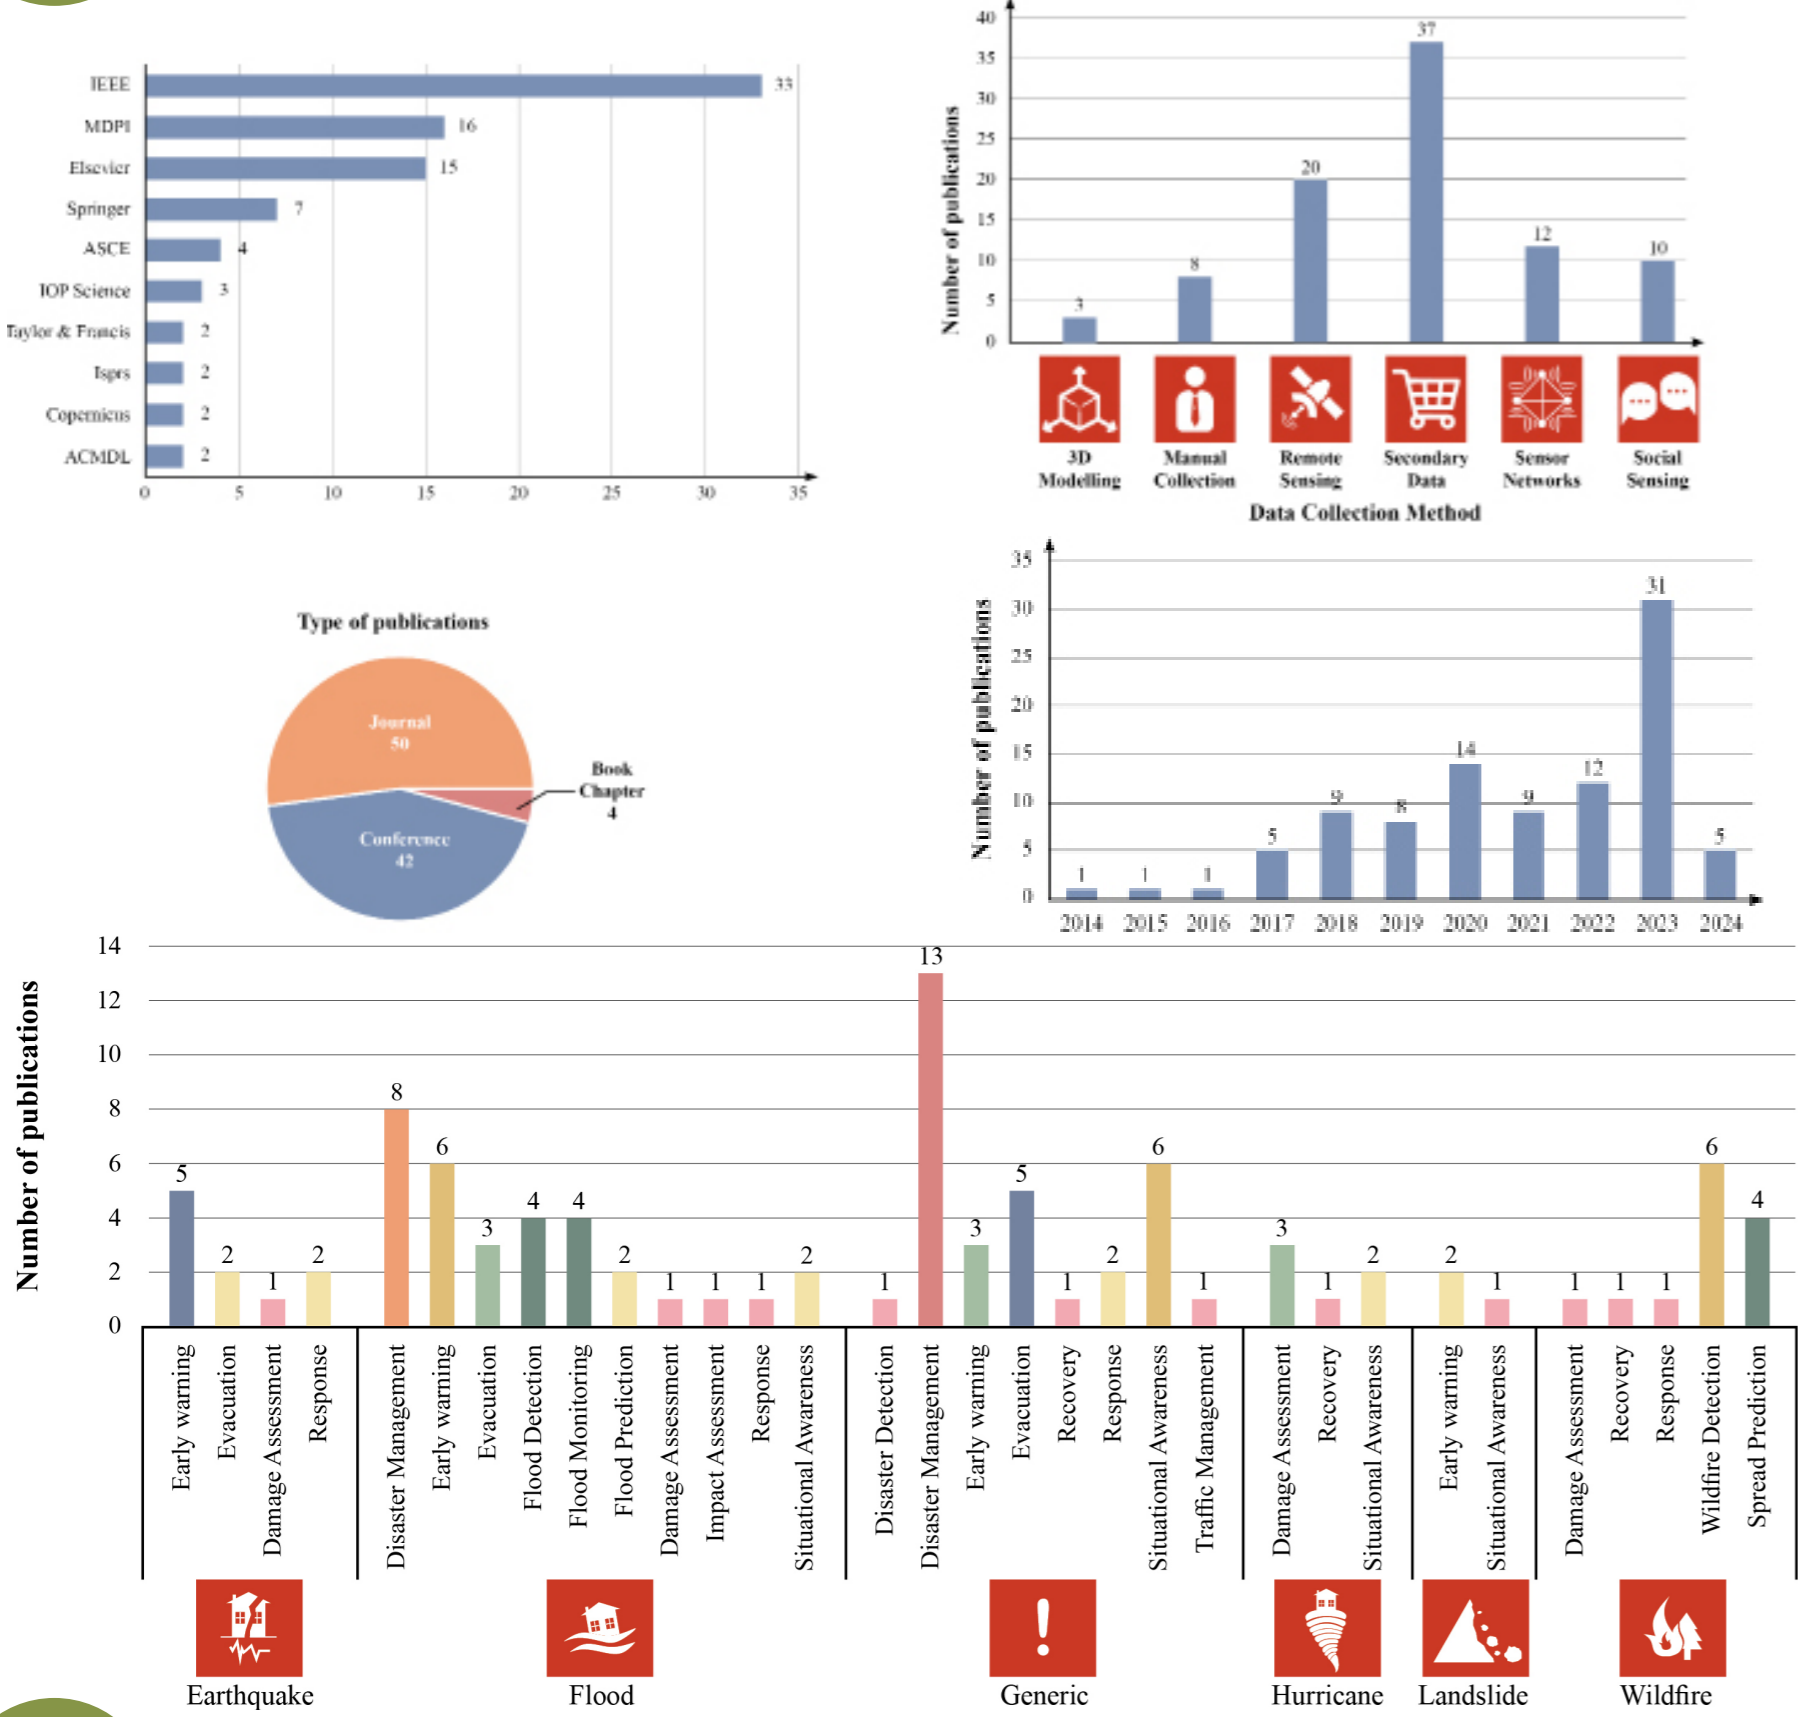 IEEE 33
MDPI 16
Elsevier 15
Springer 7
ASCE 4
IOP Science 3
Taylor & Francis 2
Isprs 2
Copernicus 2
ACMDL 2
0 5 10 15 20 25 30 35
Number of publications
40
35
30
25
20
15
10
5
0
3 8 20 37 12 10
3D Modelling
Manual Collection
Remote Sensing
Secondary Data
Sensor Networks
Social Sensing
Data Collection Method
Type of publications
Journal
50
Book
Chapter
4
Conference
42
Number of publications
35
30
25
20
15
10
5
0
1 1 1 5 9 8 14 9 12 31 5
2014 2015 2016 2017 2018 2019 2020 2021 2022 2023 2024
Number of publications
14
12
10
8
6
4
2
0
5 2 1 2 8 6 3 4 4 2 1 1 1 2 1 13 3 5 1 2 6 1 3 1 2 2 1 1 1 1 6 4
Early warning
Evacuation
Damage Assessment
Response
Disaster Management
Early warning
Evacuation
Flood Detection
Flood Monitoring
Flood Prediction
Damage Assessment
Impact Assessment
Response
Situational Awareness
Disaster Detection
Disaster Management
Early warning
Evacuation
Recovery
Response
Situational Awareness
Traffic Management
Damage Assessment
Recovery
Situational Awareness
Early warning
Situational Awareness
Damage Assessment
Recovery
Response
Wildfire Detection
Spread Prediction
Earthquake Flood Generic Hurricane Landslide Wildfire